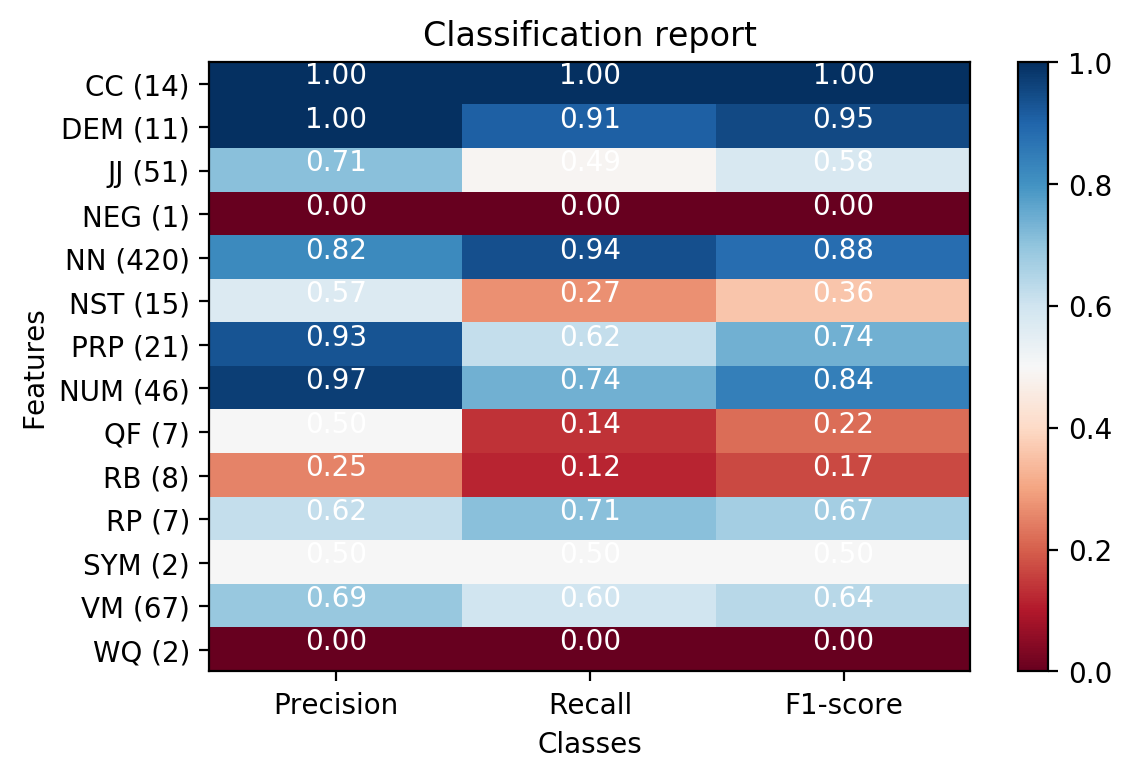 Classification report
CC (14) 1.00 1.00 1.00 1.0
DEM (11) 1.00 0.91 0.95
JJ (51) 0.71 0.49 0.58
0.8
NEG (1) 0.00 0.00 0.00
NN (420) 0.82 0.94 0.88
NST (15) 0.57 0.27 0.36
0.6
PRP (21) 0.93 0.62 0.74
Features
NUM (46) 0.97 0.74 0.84
QF (7) 0.50 0.14 0.22
0.4
RB (8) 0.25 0.12 0.17
RP (7) 0.62 0.71 0.67
0.2
SYM (2) 0.50 0.50 0.50
VM (67) 0.69 0.60 0.64
WQ (2) 0.00 0.00 0.00
0.0
Precision Recall F1-score
Classes